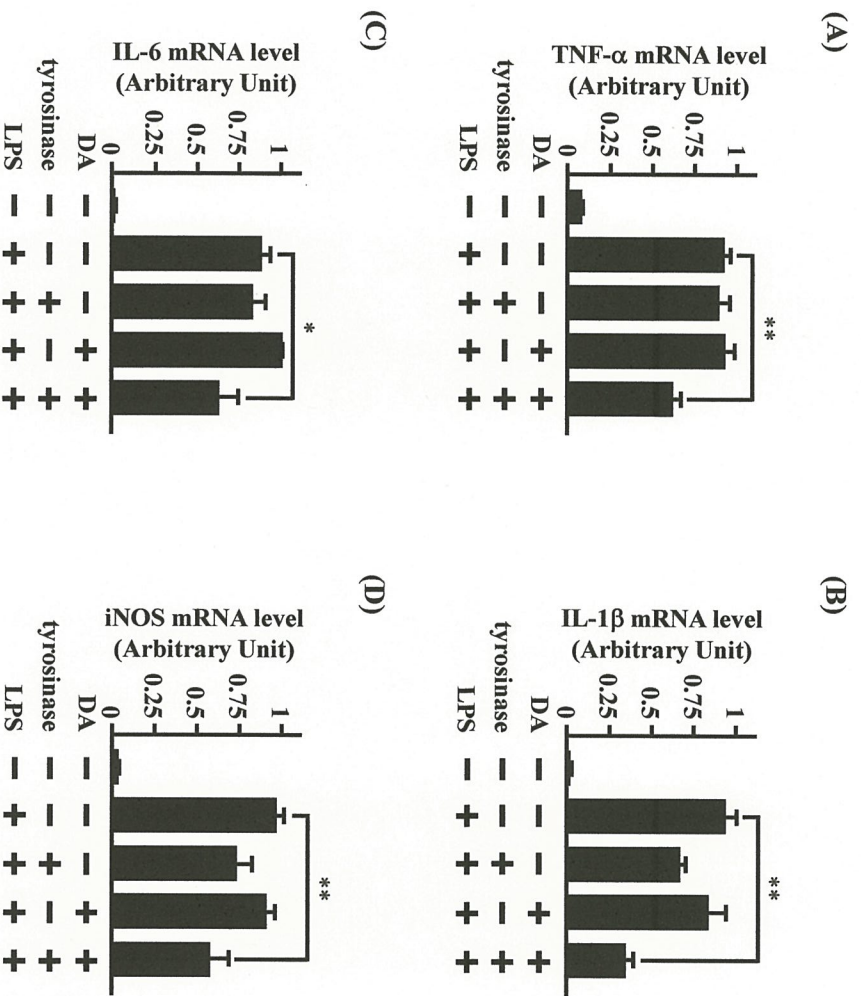 (A)
TNF-α mRNA level
(Arbitrary Unit)
**
1
0.75
0.5
0.25
0
DA − − − + +
tyrosinase − − + − +
LPS − + + + +
(B)
IL-1β mRNA level
(Arbitrary Unit)
**
1
0.75
0.5
0.25
0
DA − − − + +
tyrosinase − − + − +
LPS − + + + +
(C)
IL-6 mRNA level
(Arbitrary Unit)
*
1
0.75
0.5
0.25
0
DA − − − + +
tyrosinase − − + − +
LPS − + + + +
(D)
iNOS mRNA level
(Arbitrary Unit)
**
1
0.75
0.5
0.25
0
DA − − − + +
tyrosinase − − + − +
LPS − + + + +